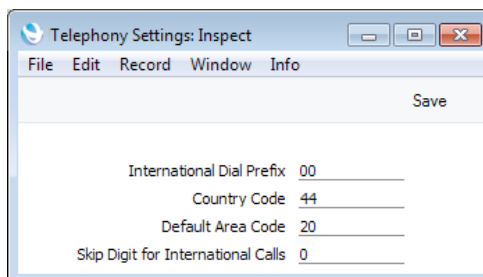 Telephony Settings: Inspect
File Edit Record Window Info
Save
International Dial Prefix 00
Country Code 44
Default Area Code 20
Skip Digit for International Calls 0